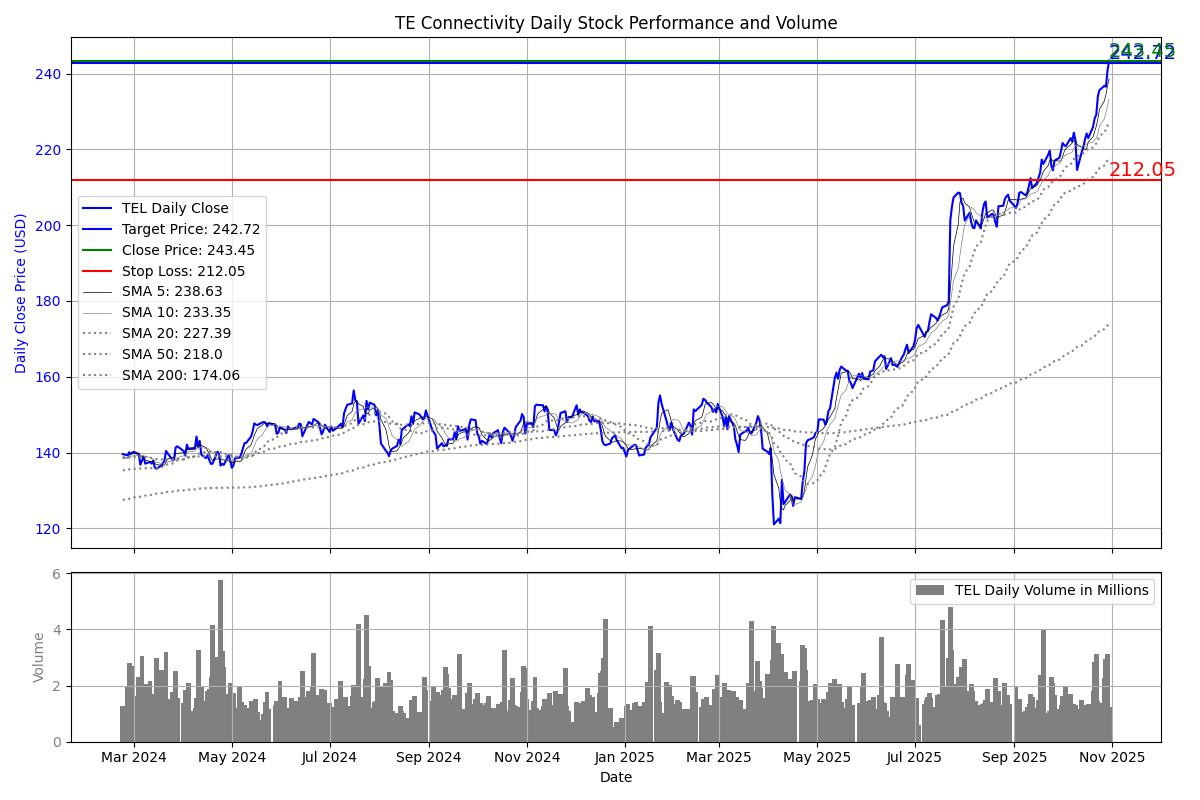 TE Connectivity Daily Stock Performance and Volume
243.45
242.72
240
220
212.05
200
180
160
140
120
Daily Close Price (USD)
TEL Daily Close
Target Price: 242.72
Close Price: 243.45
Stop Loss: 212.05
SMA 5: 238.63
SMA 10: 233.35
SMA 20: 227.39
SMA 50: 218.0
SMA 200: 174.06
6
4
2
0
Volume
TEL Daily Volume in Millions
Mar 2024 May 2024 Jul 2024 Sep 2024 Nov 2024 Jan 2025 Mar 2025 May 2025 Jul 2025 Sep 2025 Nov 2025
Date